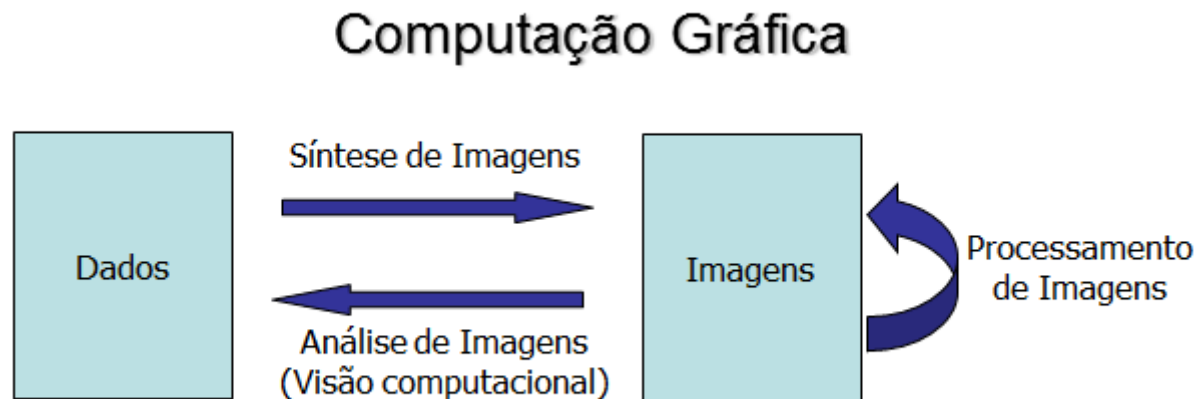 Computação Gráfica
Síntese de Imagens
Dados
Imagens
Processamento
de Imagens
Análise de Imagens
(Visão computacional)